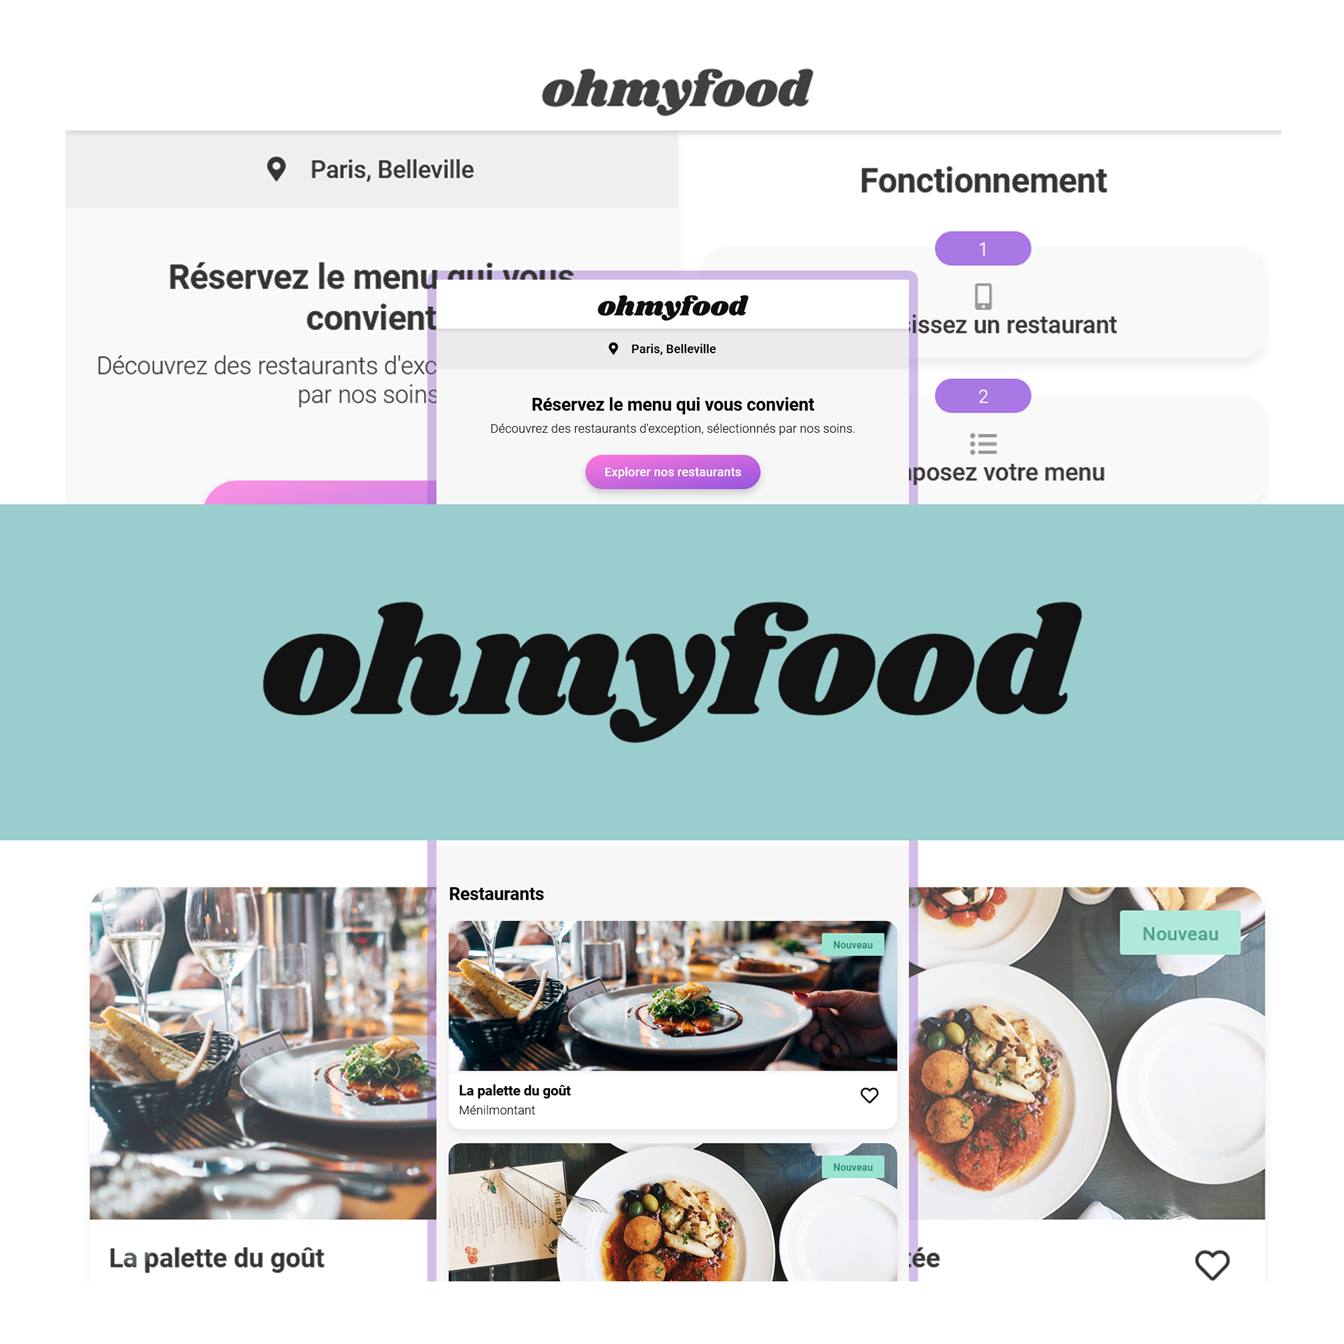 ohmyfood
Paris, Belleville
Réservez le menu qui vous
convient
Découvrez des restaurants d'exc
par nos soins
Fonctionnement
1
sissez un restaurant
2
posez votre menu
ohmyfood
Paris, Belleville
Réservez le menu qui vous convient
Découvrez des restaurants d'exception, sélectionnés par nos soins.
Explorer nos restaurants
ohmyfood
Restaurants
Nouveau
La palette du goût
Ménilmontant
Nouveau
La palette du goût
Nouveau
ée